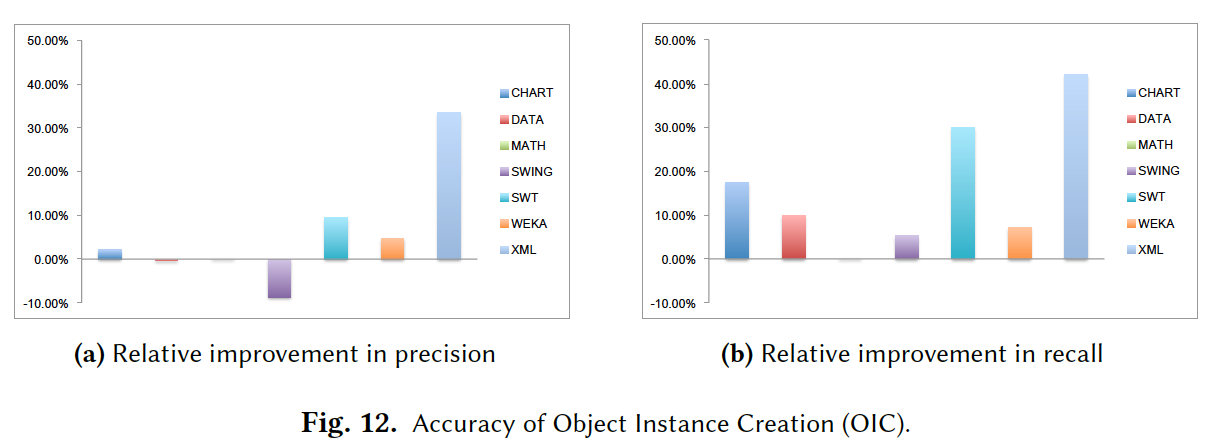 50.00%
40.00%
30.00%
20.00%
10.00%
0.00%
-10.00%
CHART
DATA
MATH
SWING
SWT
WEKA
XML
(a) Relative improvement in precision
50.00%
40.00%
30.00%
20.00%
10.00%
0.00%
-10.00%
CHART
DATA
MATH
SWING
SWT
WEKA
XML
(b) Relative improvement in recall
Fig. 12. Accuracy of Object Instance Creation (OIC).